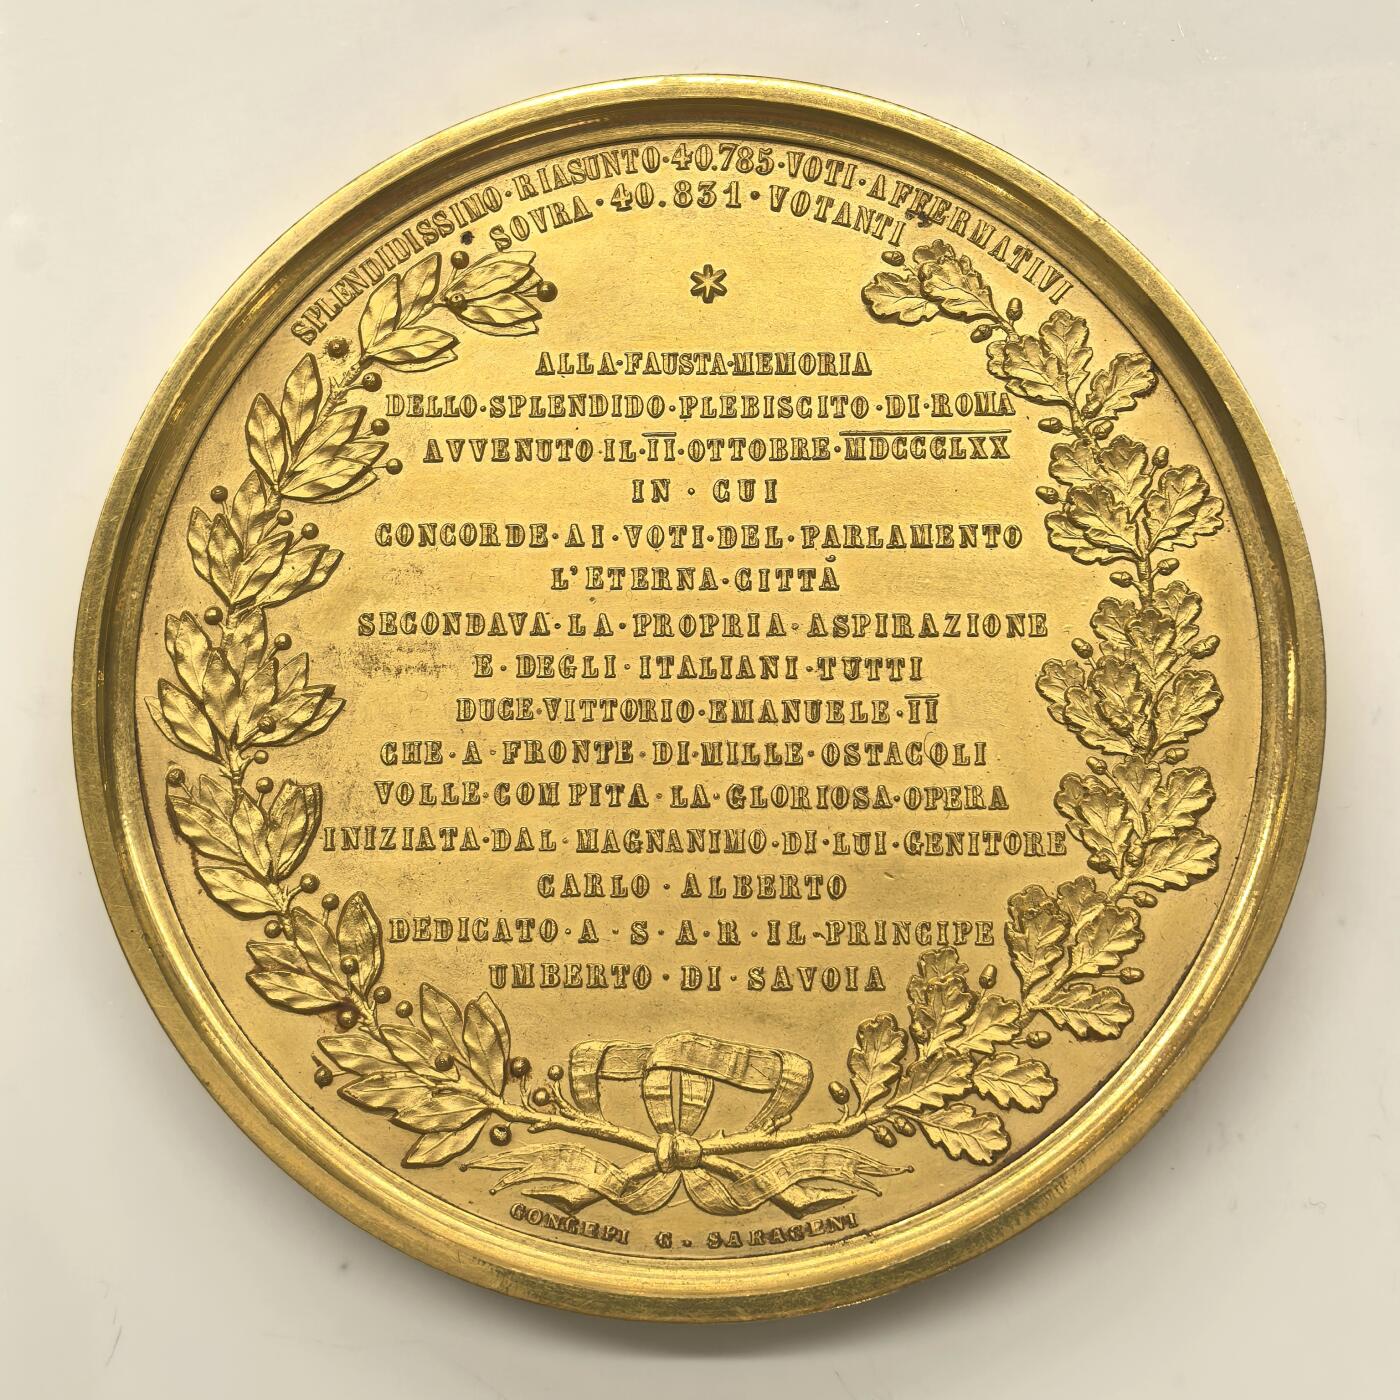 SPLENDIDISSIMO·RIASUNTO·40.785·VOTI·AFFERMATIVI
SOVRA·40.831·VOTANTI
ALLA·FAUSTA·MEMORIA
DELLO·SPLENDIDO·PLEBISCITO·DI·ROMA
AVVENUTO·IL·II·OTTOBRE·MDCCCLXX
IN·CUI
CONCORDE·AI·VOTI·DEL·PARLAMENTO
L'ETERNA·CITTÀ
SECONDAVA·LA·PROPRIA·ASPIRAZIONE
E·DEGLI·ITALIANI·TUTTI
DUCE·VITTORIO·EMANUELE·II
CHE·A·FRONTE·DI·MILLE·OSTACOLI
VOLLE·COMPITA·LA·GLORIOSA·OPERA
INIZIATA·DAL·MAGNANIMO·DI·LUI·GENITORE
CARLO·ALBERTO
DEDICATO·A·S·A·R·IL·PRINCIPE
UMBERTO·DI·SAVOIA
CONCEPI G. SARACENI